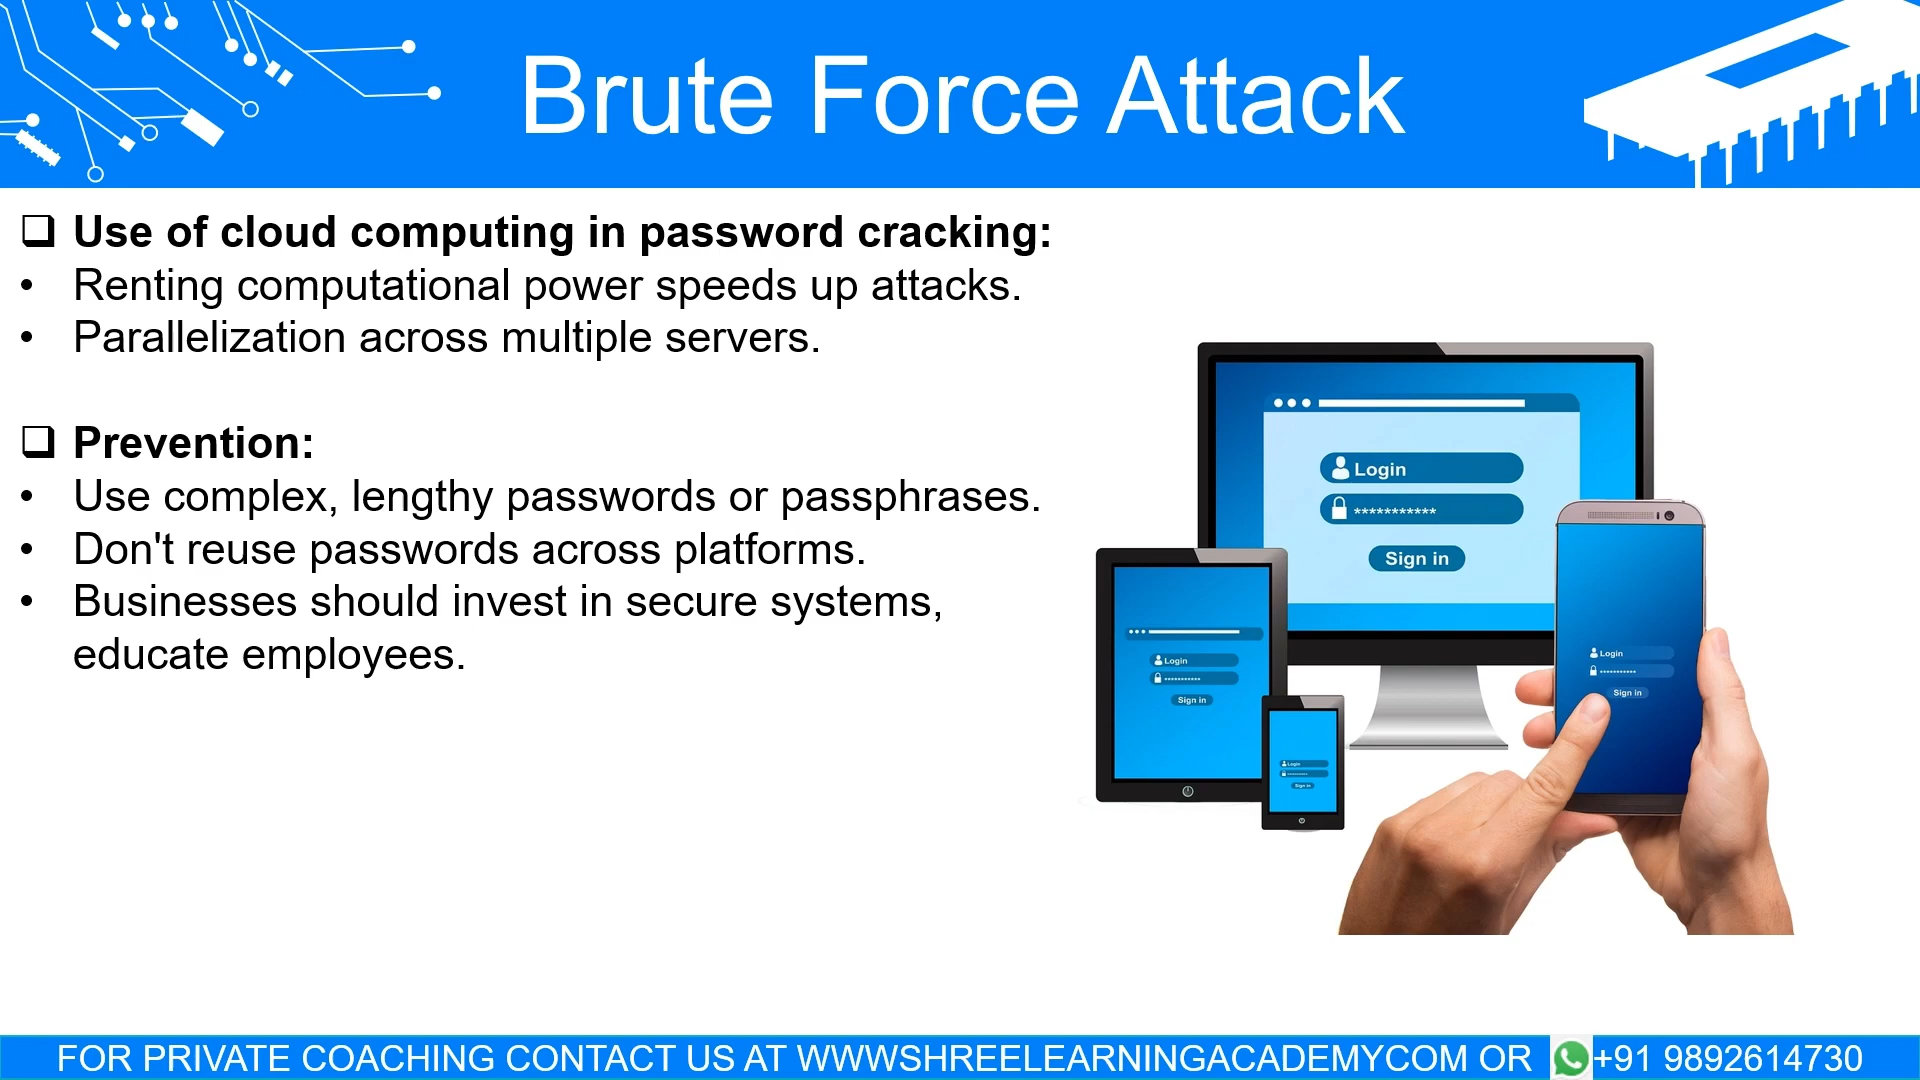 Brute Force Attack
❑ Use of cloud computing in password cracking:
• Renting computational power speeds up attacks.
• Parallelization across multiple servers.
❑ Prevention:
• Use complex, lengthy passwords or passphrases.
• Don't reuse passwords across platforms.
• Businesses should invest in secure systems,
educate employees.
Login
***********
Sign in
Login
***********
Sign in
Login
***********
Sign in
Login
***********
Sign in
FOR PRIVATE COACHING CONTACT US AT WWWSHREELEARNINGACADEMYCOM OR +91 9892614730